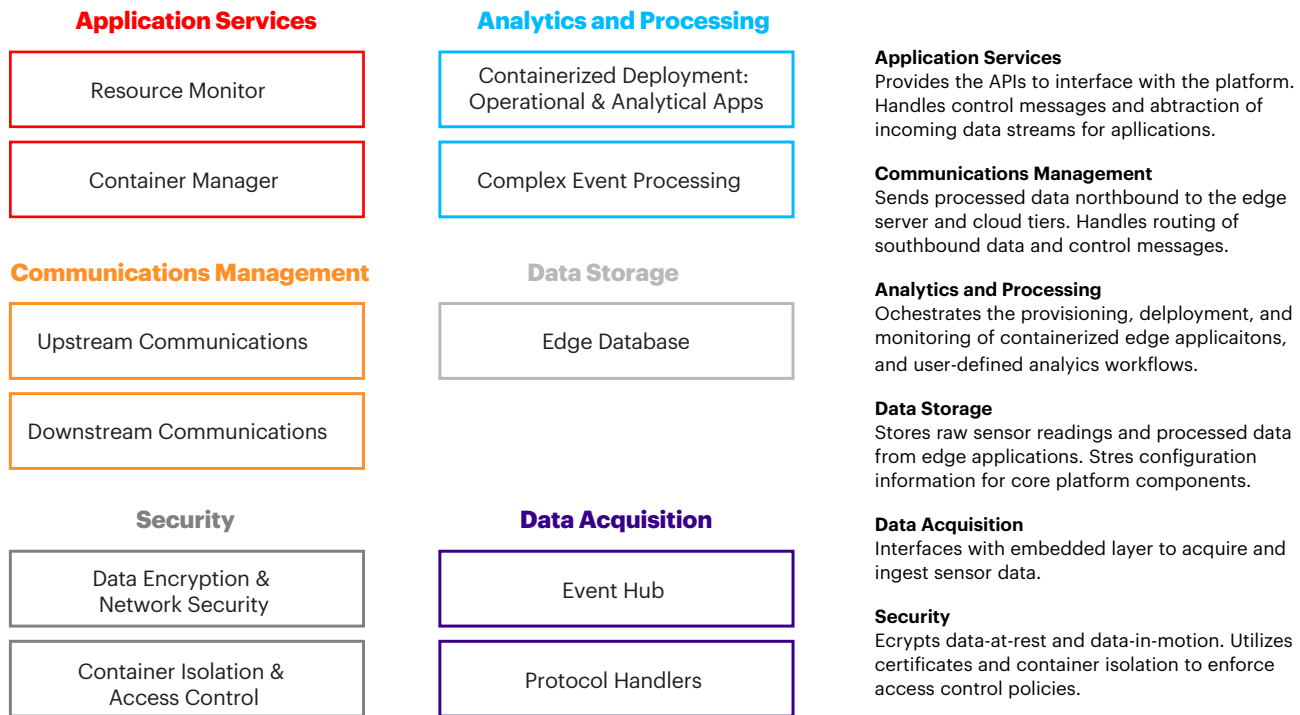 Application Services
Resource Monitor
Container Manager
Analytics and Processing
Containerized Deployment:
Operational & Analytical Apps
Complex Event Processing
Communications Management
Upstream Communications
Downstream Communications
Data Storage
Edge Database
Security
Data Encryption &
Network Security
Container Isolation &
Access Control
Data Acquisition
Event Hub
Protocol Handlers
Application Services
Provides the APIs to interface with the platform.
Handles control messages and abtraction of
incoming data streams for apllications.
Communications Management
Sends processed data northbound to the edge
server and cloud tiers. Handles routing of
southbound data and control messages.
Analytics and Processing
Ochestrates the provisioning, delployment, and
monitoring of containerized edge applicaitons,
and user-defined analyics workflows.
Data Storage
Stores raw sensor readings and processed data
from edge applications. Stres configuration
information for core platform components.
Data Acquisition
Interfaces with embedded layer to acquire and
ingest sensor data.
Security
Ecrypts data-at-rest and data-in-motion. Utilizes
certificates and container isolation to enforce
access control policies.